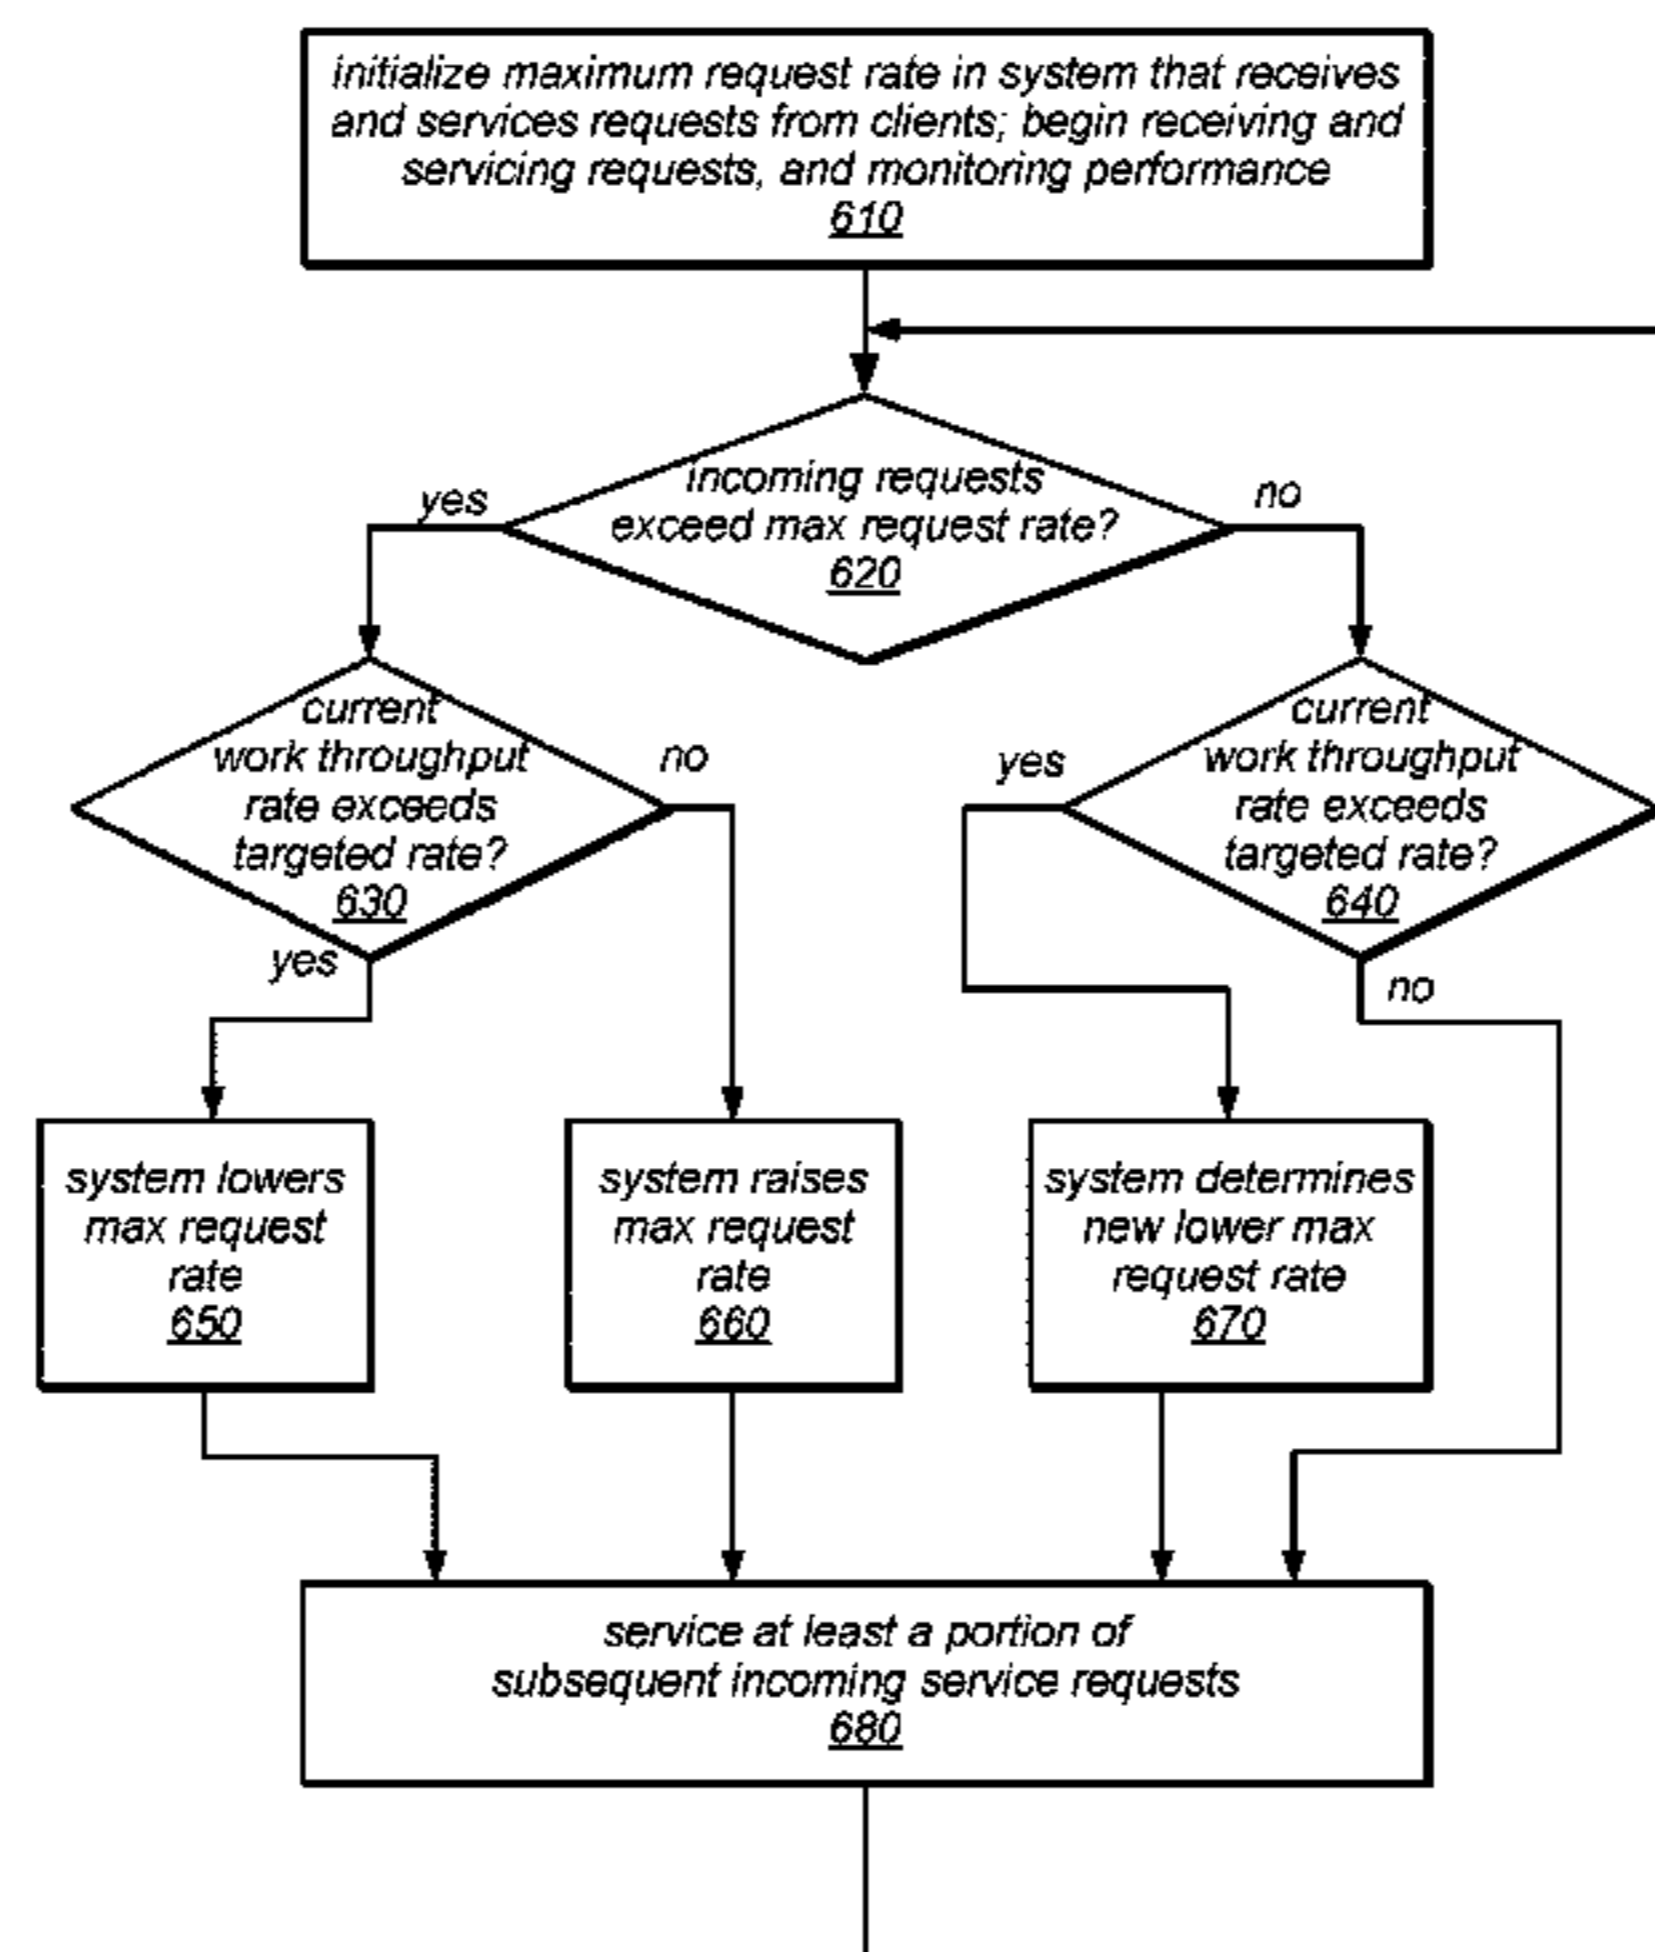 initialize maximum request rate in system that receives
and services requests from clients; begin receiving and
servicing requests, and monitoring performance
610
incoming requests
exceed max request rate?
620
yes
no
current
work throughput
rate exceeds
targeted rate?
630
yes
no
current
work throughput
rate exceeds
targeted rate?
640
yes
no
system lowers
max request
rate
650
system raises
max request
rate
660
system determines
new lower max
request rate
670
service at least a portion of
subsequent incoming service requests
680